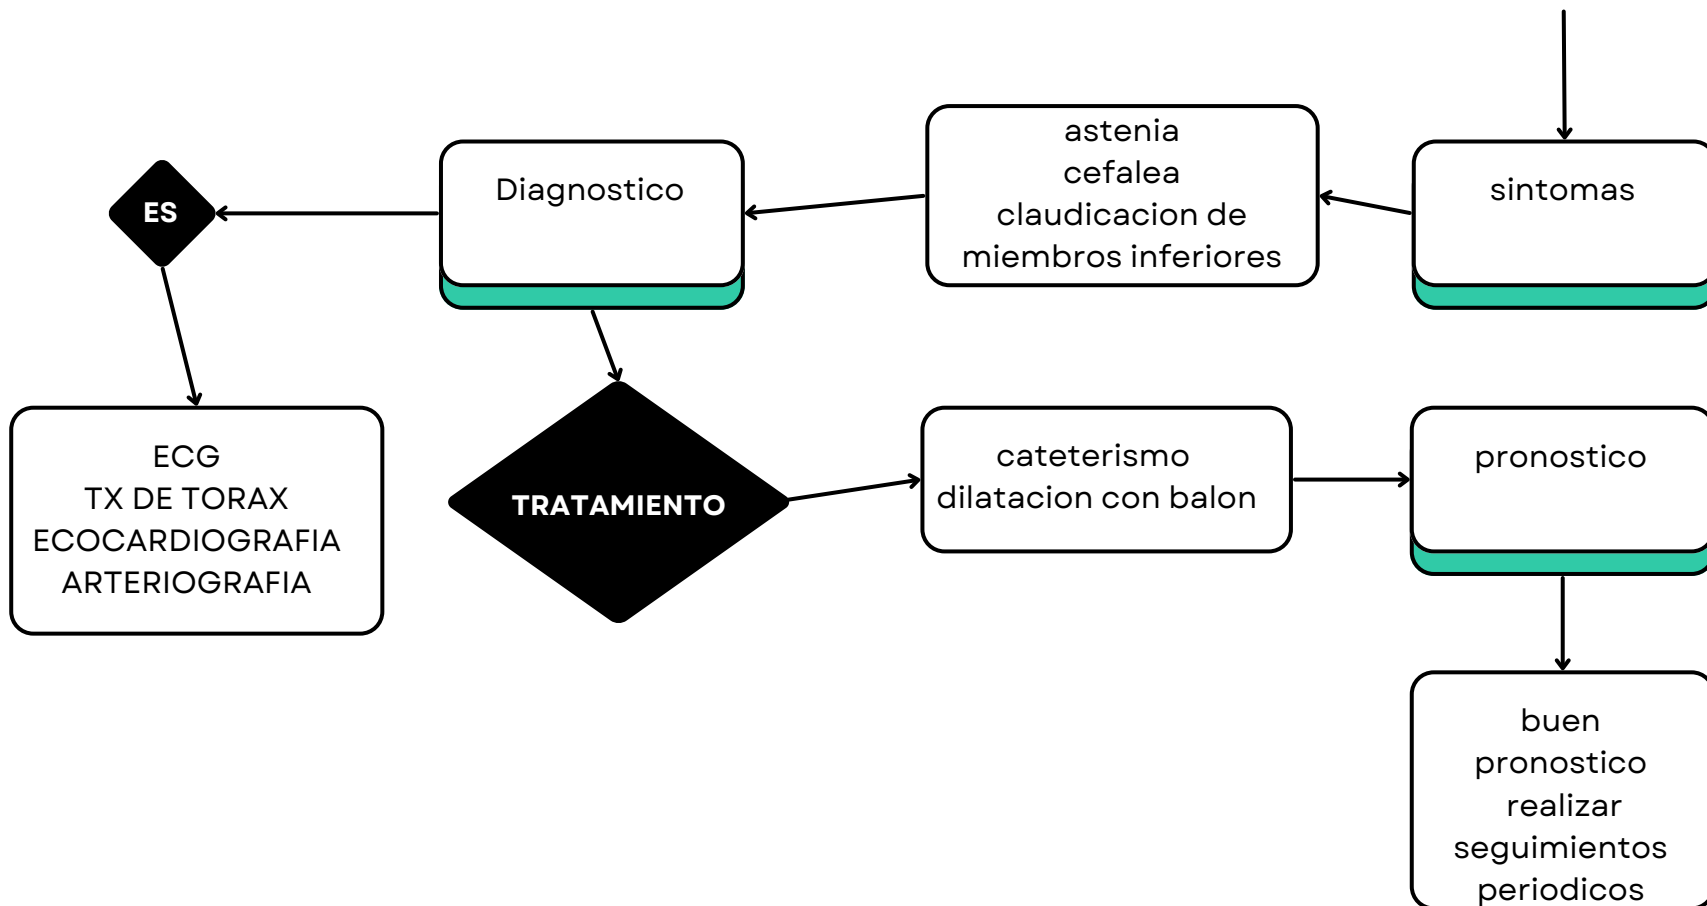 sintomas
astenia
cefalea
claudicacion de
miembros inferiores
Diagnostico
ES
ECG
TX DE TORAX
ECOCARDIOGRAFIA
ARTERIOGRAFIA
TRATAMIENTO
cateterismo
dilatacion con balon
pronostico
buen
pronostico
realizar
seguimientos
periodicos